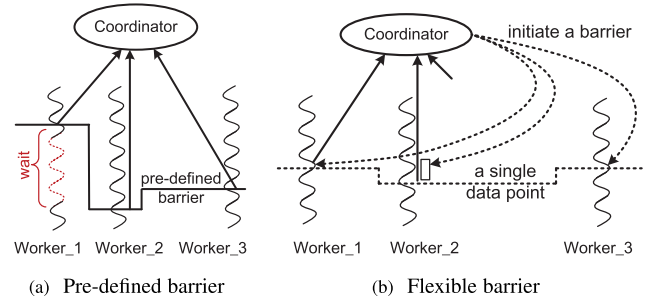 Coordinator
wait
pre-defined
barrier
Worker_1 Worker_2 Worker_3
(a) Pre-defined barrier
Coordinator
initiate a barrier
a single
data point
Worker_1 Worker_2 Worker_3
(b) Flexible barrier